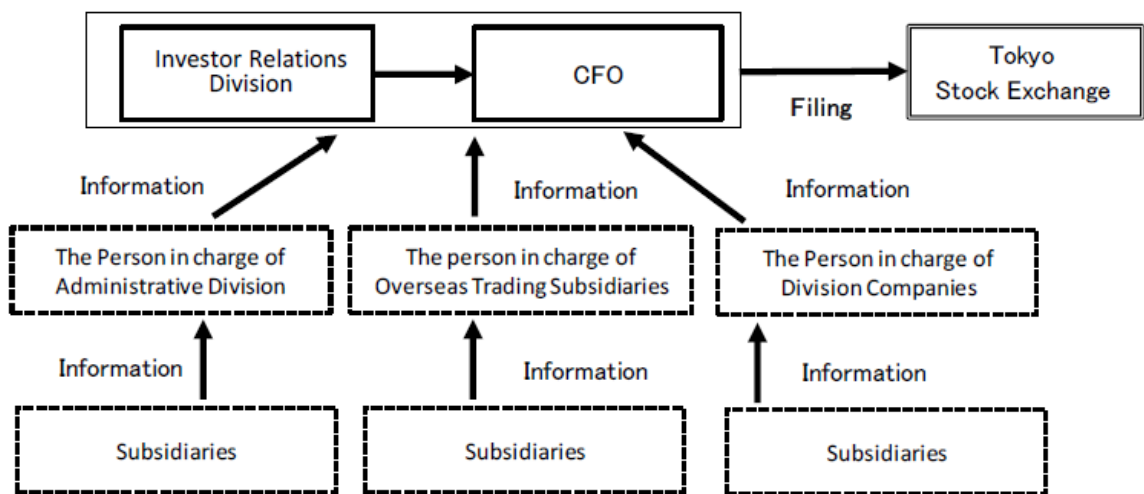 Investor Relations
Division
CFO
Tokyo
Stock Exchange
Filing
Information
Information
Information
The Person in charge of
Administrative Division
The person in charge of
Overseas Trading Subsidiaries
The Person in charge of
Division Companies
Information
Information
Information
Subsidiaries
Subsidiaries
Subsidiaries